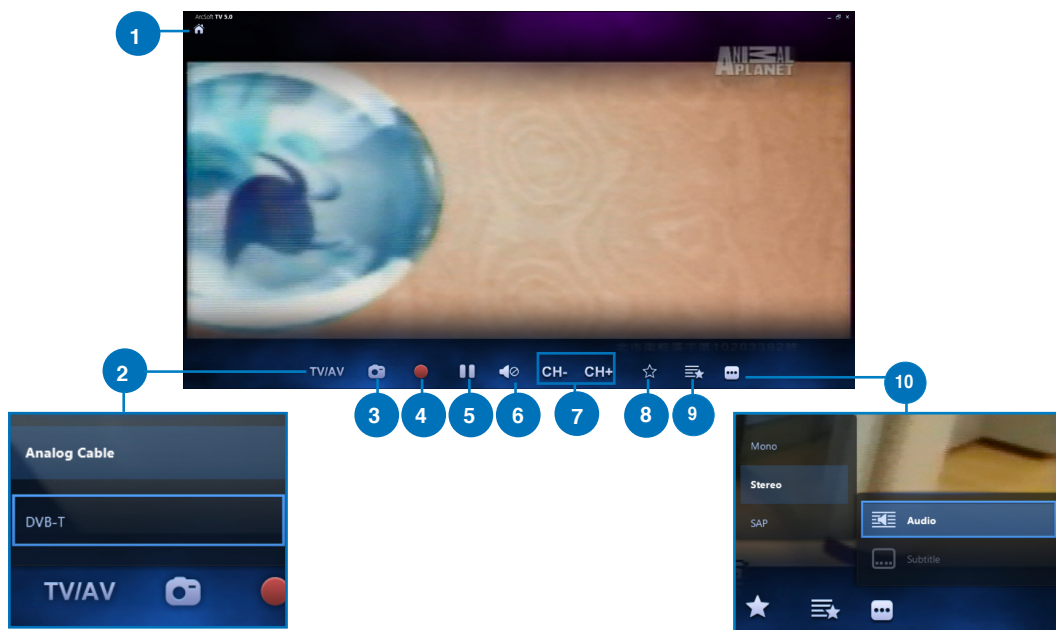 ArcSoft TV 5.0
1
ANIMAL
PLANET
2
TV/AV
CH- CH+
3
4
5
6
7
8
9
10
Analog Cable
DVB-T
TV/AV
Mono
Stereo
SAP
Audio
Subtitle